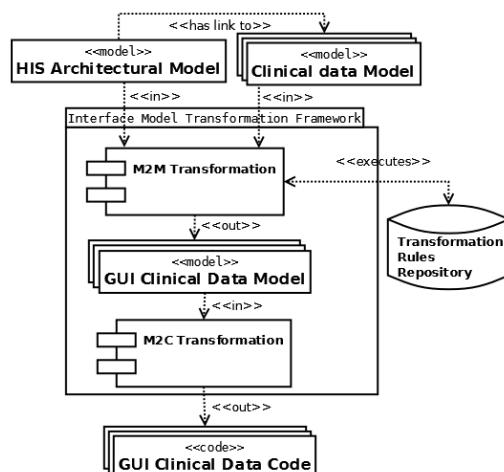 <<has link to>>
<<model>>
HIS Architectural Model
<<model>>
Clinical data Model
<<in>>
<<in>>
Interface Model Transformation Framework
M2M Transformation
<<executes>>
<<out>>
Transformation
Rules
Repository
<<model>>
GUI Clinical Data Model
<<in>>
M2C Transformation
<<out>>
<<code>>
GUI Clinical Data Code